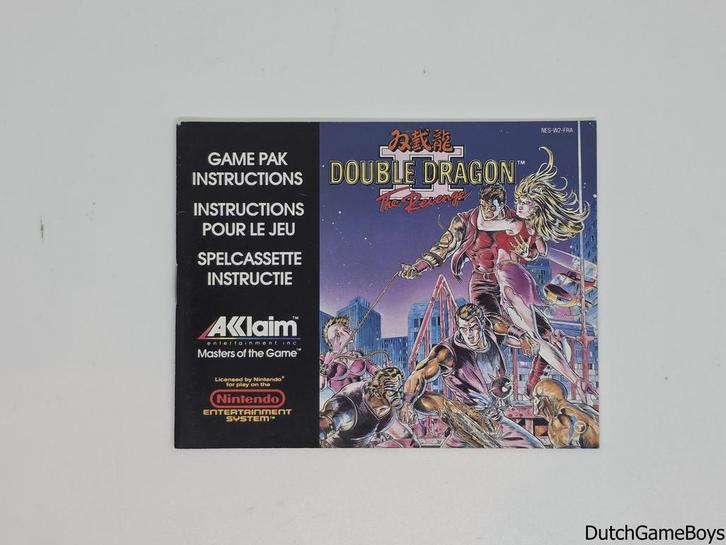 GAME PAK
INSTRUCTIONS
INSTRUCTIONS
POUR LE JEU
SPELCASSETTE
INSTRUCTIE
AKKlaim™
entertainment inc
Masters of the Game™
Licensed by Nintendo®
for play on the
Nintendo
ENTERTAINMENT
SYSTEM™
NES-W2-FRA
双截龍
II
DOUBLE DRAGON™
The Revenge
DutchGameBoys